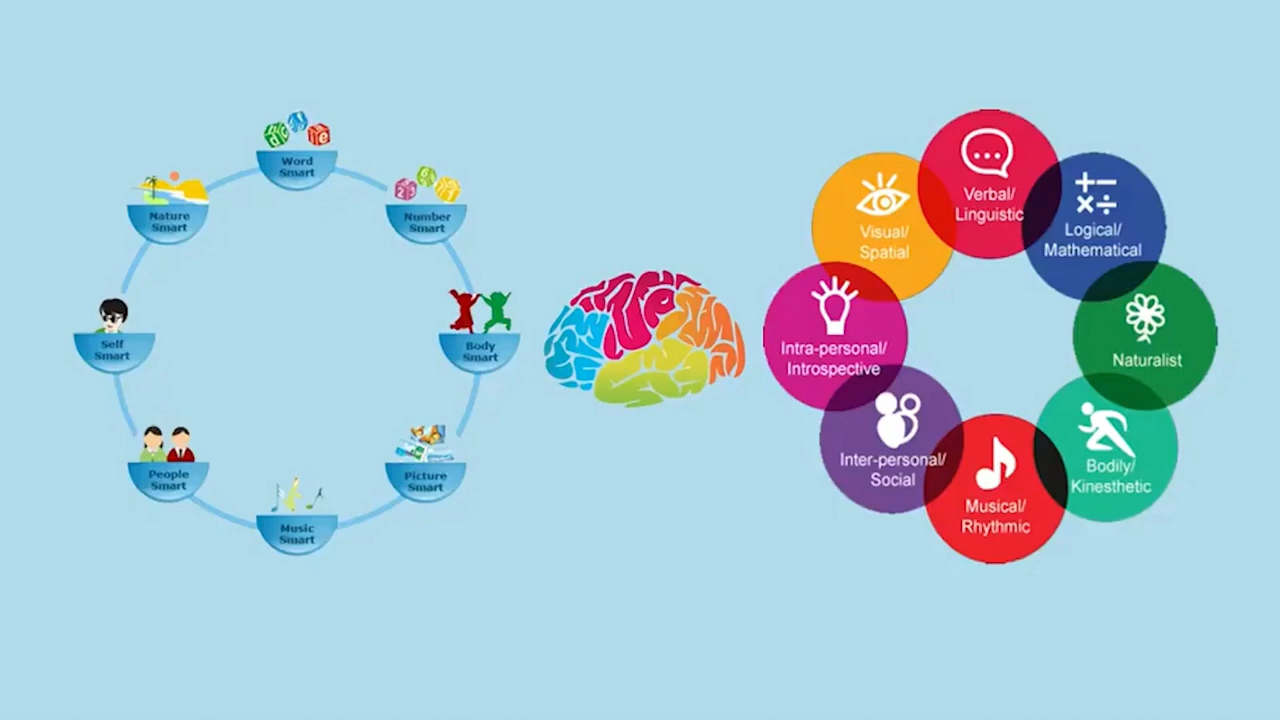 Word
Smart
Number
Smart
Body
Smart
Picture
Smart
Music
Smart
People
Smart
Self
Smart
Nature
Smart
Verbal/
Linguistic
Logical/
Mathematical
Naturalist
Bodily/
Kinesthetic
Musical/
Rhythmic
Inter-personal/
Social
Intra-personal/
Introspective
Visual/
Spatial